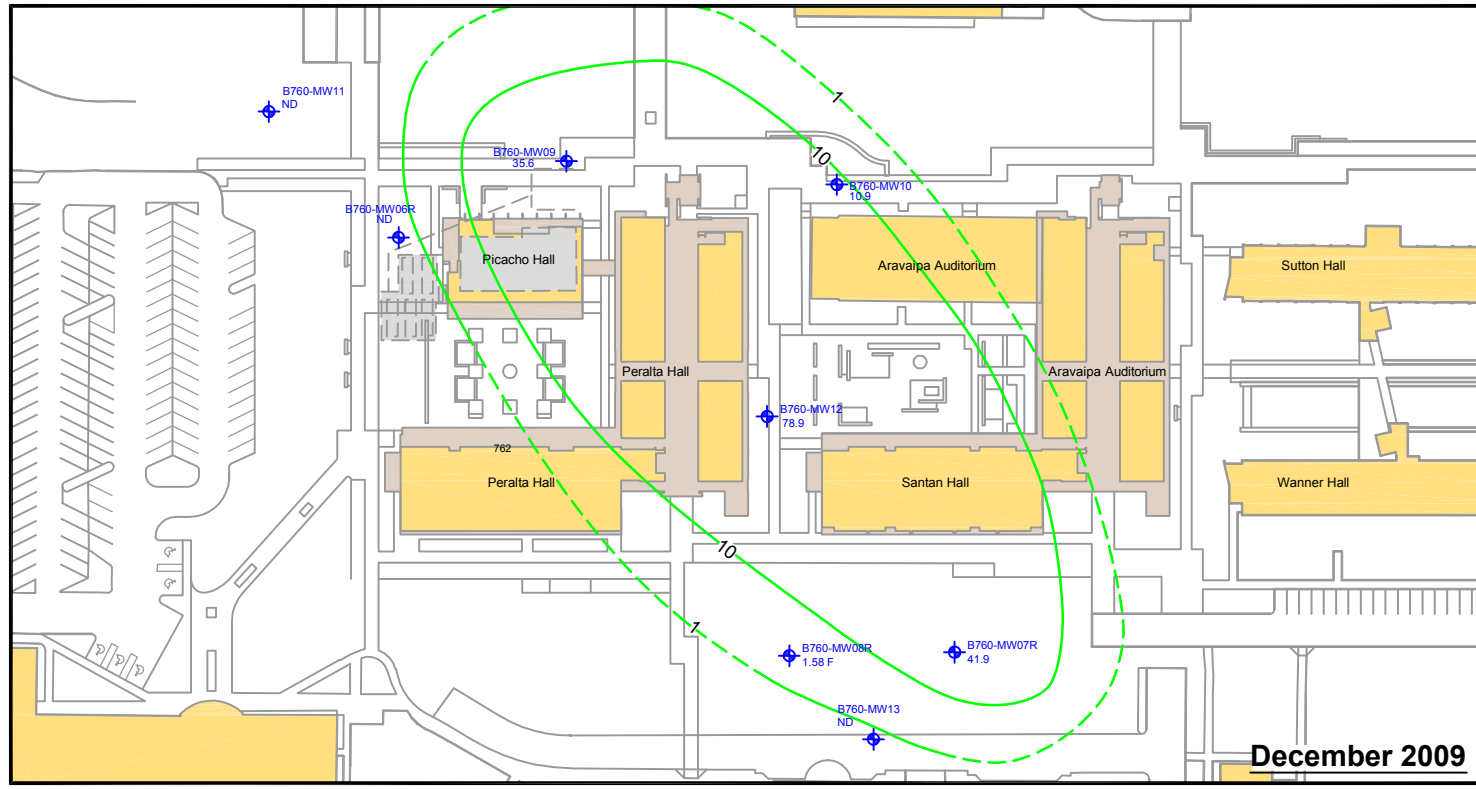 B760-MW11
ND
1
10
B760-MW09
35.6
B760-MW10
10.9
B760-MW06R
ND
Picacho Hall
Aravaipa Auditorium
Sutton Hall
Peralta Hall
Aravaipa Auditorium
B760-MW12
78.9
762
Peralta Hall
Santan Hall
Wanner Hall
10
1
B760-MW08R
1.58 F
B760-MW07R
41.9
B760-MW13
ND
December 2009